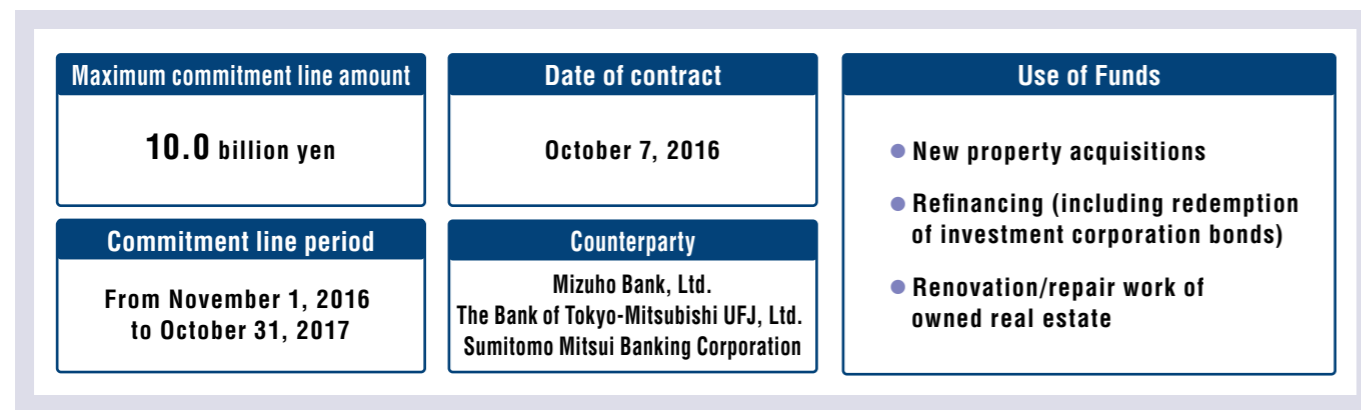 Maximum commitment line amount
10.0 billion yen
Commitment line period
From November 1, 2016
to October 31, 2017
Date of contract
October 7, 2016
Counterparty
Mizuho Bank, Ltd.
The Bank of Tokyo-Mitsubishi UFJ, Ltd.
Sumitomo Mitsui Banking Corporation
Use of Funds
● New property acquisitions
● Refinancing (including redemption
of investment corporation bonds)
● Renovation/repair work of
owned real estate